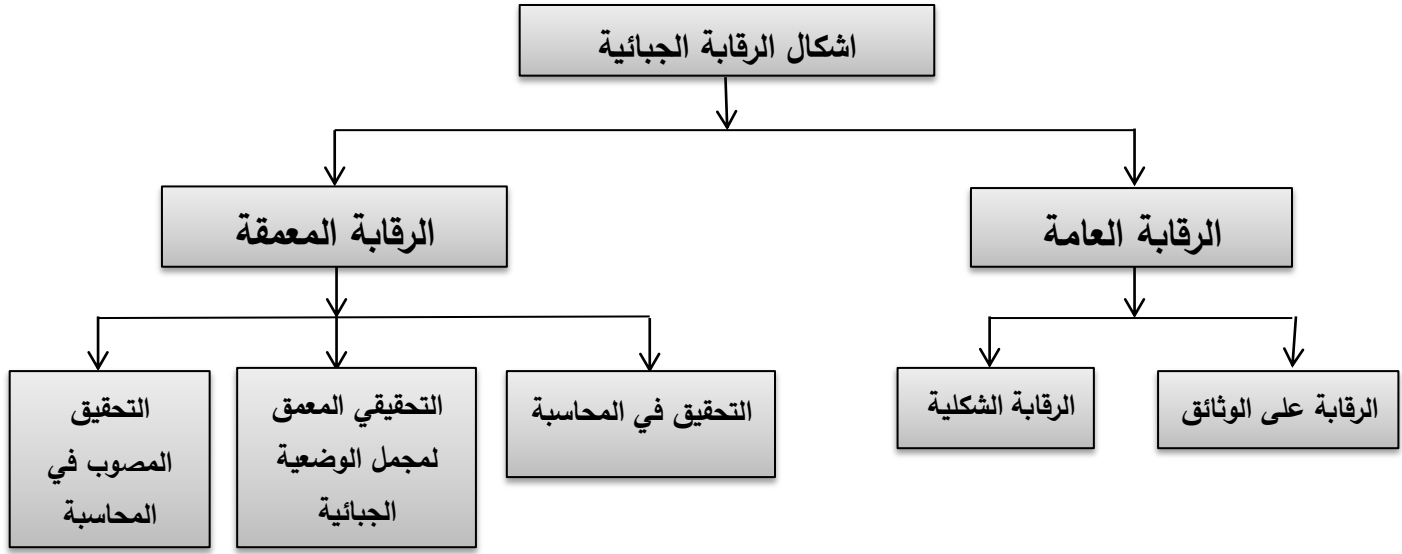 اشكال الرقابة الجبائية
الرقابة العامة
الرقابة المعمقة
الرقابة على الوثائق
الرقابة الشكلية
التحقيق في المحاسبة
التحقيقي المعمق
لمجمل الوضعية
الجبائية
التحقيق
المصوب في
المحاسبة